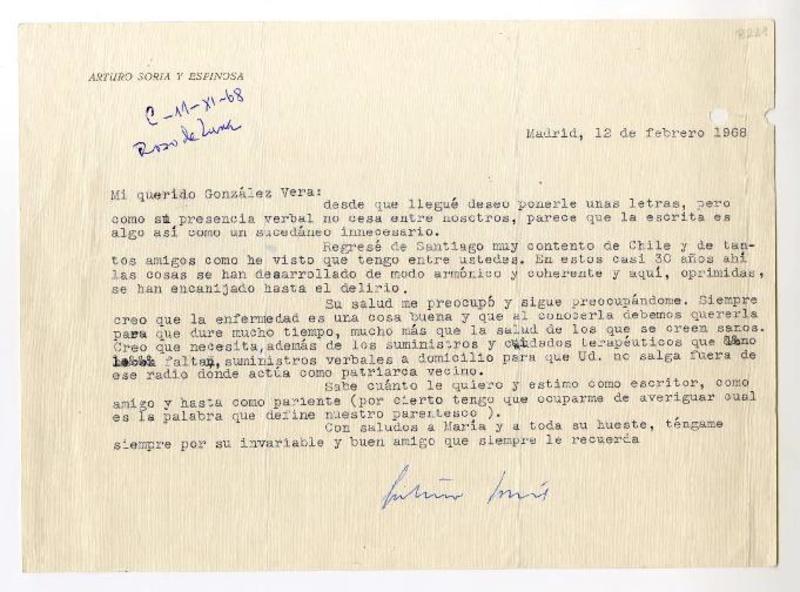 8221
ARTURO SORIA Y ESPINOSA
C-11-XI-68
Roso de Luna
Madrid, 12 de febrero 1968
Mi querido González Vera:
desde que llegué deseo ponerle unas letras, pero
como su presencia verbal no cesa entre nosotros, parece que la escrita es
algo así como un sucedáneo innecesario.
Regresé de Santiago muy contento de Chile y de tan-
tos amigos como he visto que tengo entre ustedes. En estos casi 30 años ahí
las cosas se han desarrollado de modo armónico y coherente y aquí, oprimidas,
se han encanijado hasta el delirio.
Su salud me preocupó y sigue preocupándome. Siempre
creo que la enfermedad es una cosa buena y que al conocerla debemos quererla
para que dure mucho tiempo, mucho más que la salud de los que se creen sanos.
Creo que necesita, además de los suministros y cuidados terapéuticos que no
faltan, suministros verbales a domicilio para que Ud. no salga fuera de
ese radio donde actúa como patriarca vecino.
Sabe cuánto le quiero y estimo como escritor, como
amigo y hasta como pariente (por cierto tengo que ocuparme de averiguar cual
es la palabra que define nuestro parentesco ).
Con saludos a María y a toda su hueste, téngame
siempre por su invariable y buen amigo que siempre le recuerda
Arturo Soria